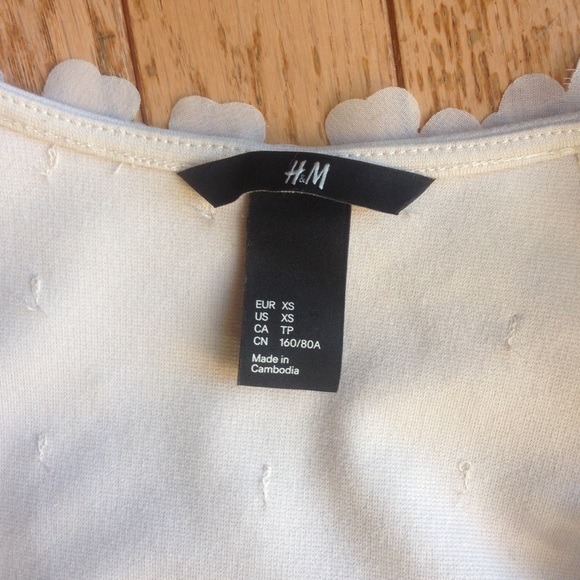 H&M
EUR XS
US XS
CA TP
CN 160/80A
Made in
Cambodia